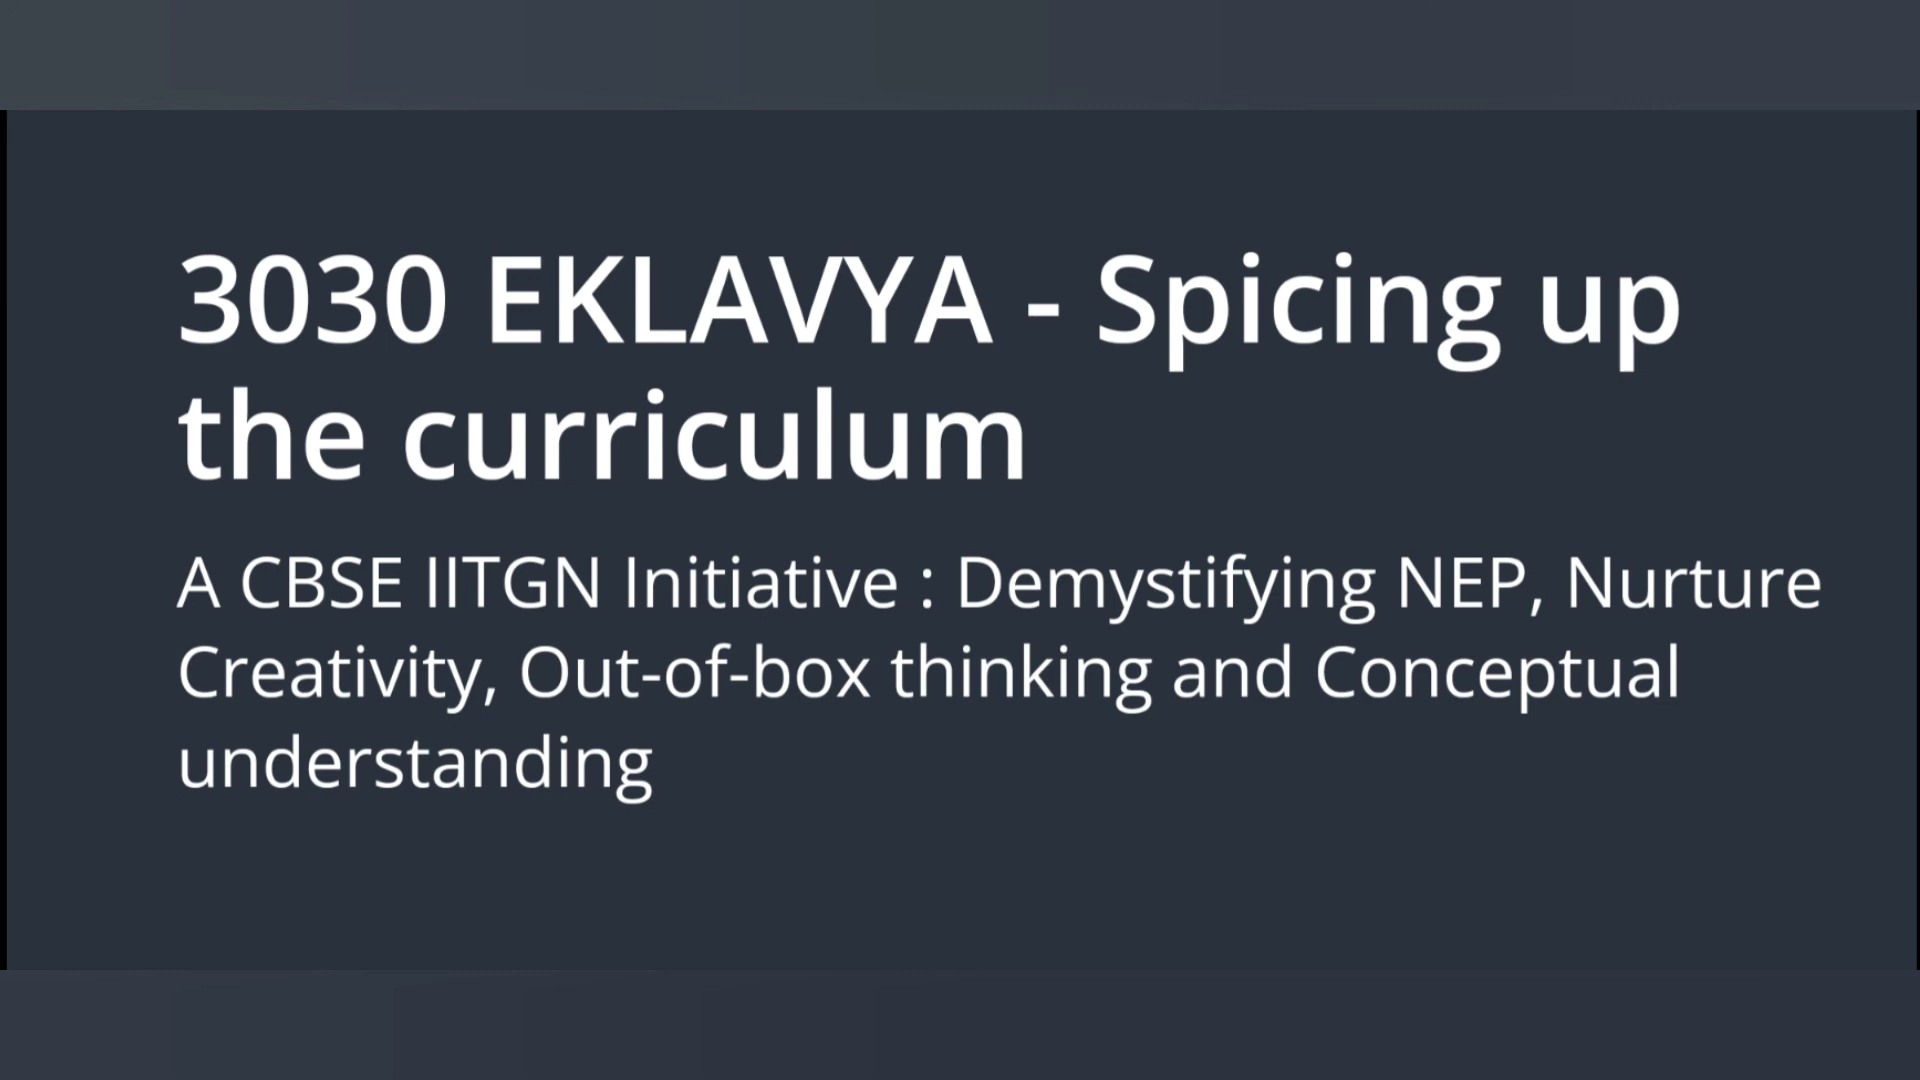 3030 EKLAVYA - Spicing up
the curriculum
A CBSE IITGN Initiative : Demystifying NEP, Nurture
Creativity, Out-of-box thinking and Conceptual
understanding